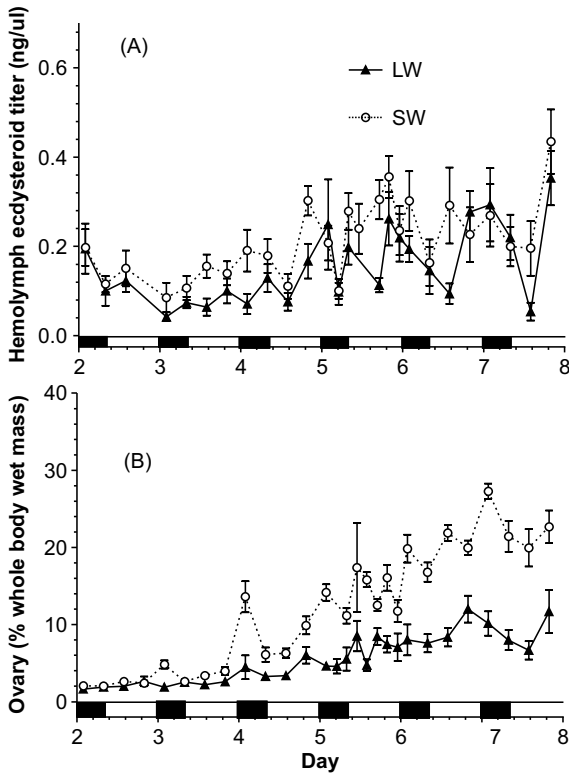 Hemolymph ecdysteroid titer (ng/ul)
(A)
LW
SW
0.6
0.4
0.2
0.0
2 3 4 5 6 7 8
Ovary (% whole body wet mass)
(B)
40
30
20
10
0
2 3 4 5 6 7 8
Day